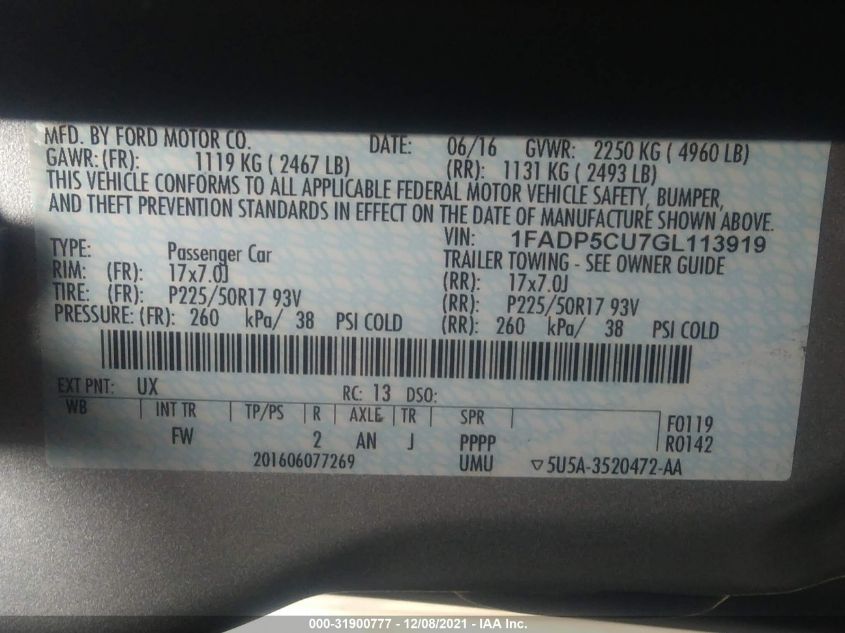 MFD. BY FORD MOTOR CO. DATE: 06/16 GVWR: 2250 KG ( 4960 LB)
GAWR: (FR): 1119 KG ( 2467 LB) (RR): 1131 KG ( 2493 LB)
THIS VEHICLE CONFORMS TO ALL APPLICABLE FEDERAL MOTOR VEHICLE SAFETY, BUMPER,
AND THEFT PREVENTION STANDARDS IN EFFECT ON THE DATE OF MANUFACTURE SHOWN ABOVE.
VIN: 1FADP5CU7GL113919
TYPE: Passenger Car TRAILER TOWING - SEE OWNER GUIDE
RIM: (FR): 17x7.0J (RR): 17x7.0J
TIRE: (FR): P225/50R17 93V (RR): P225/50R17 93V
PRESSURE: (FR): 260 kPa/ 38 PSI COLD (RR): 260 kPa/ 38 PSI COLD
EXT PNT: UX RC: 13 DSO:
WB INT TR TP/PS R AXLE TR SPR F0119
FW 2 AN J PPPP R0142
201606077269 UMU ▽5U5A-3520472-AA
000-31900777 - 12/08/2021 - IAA Inc.